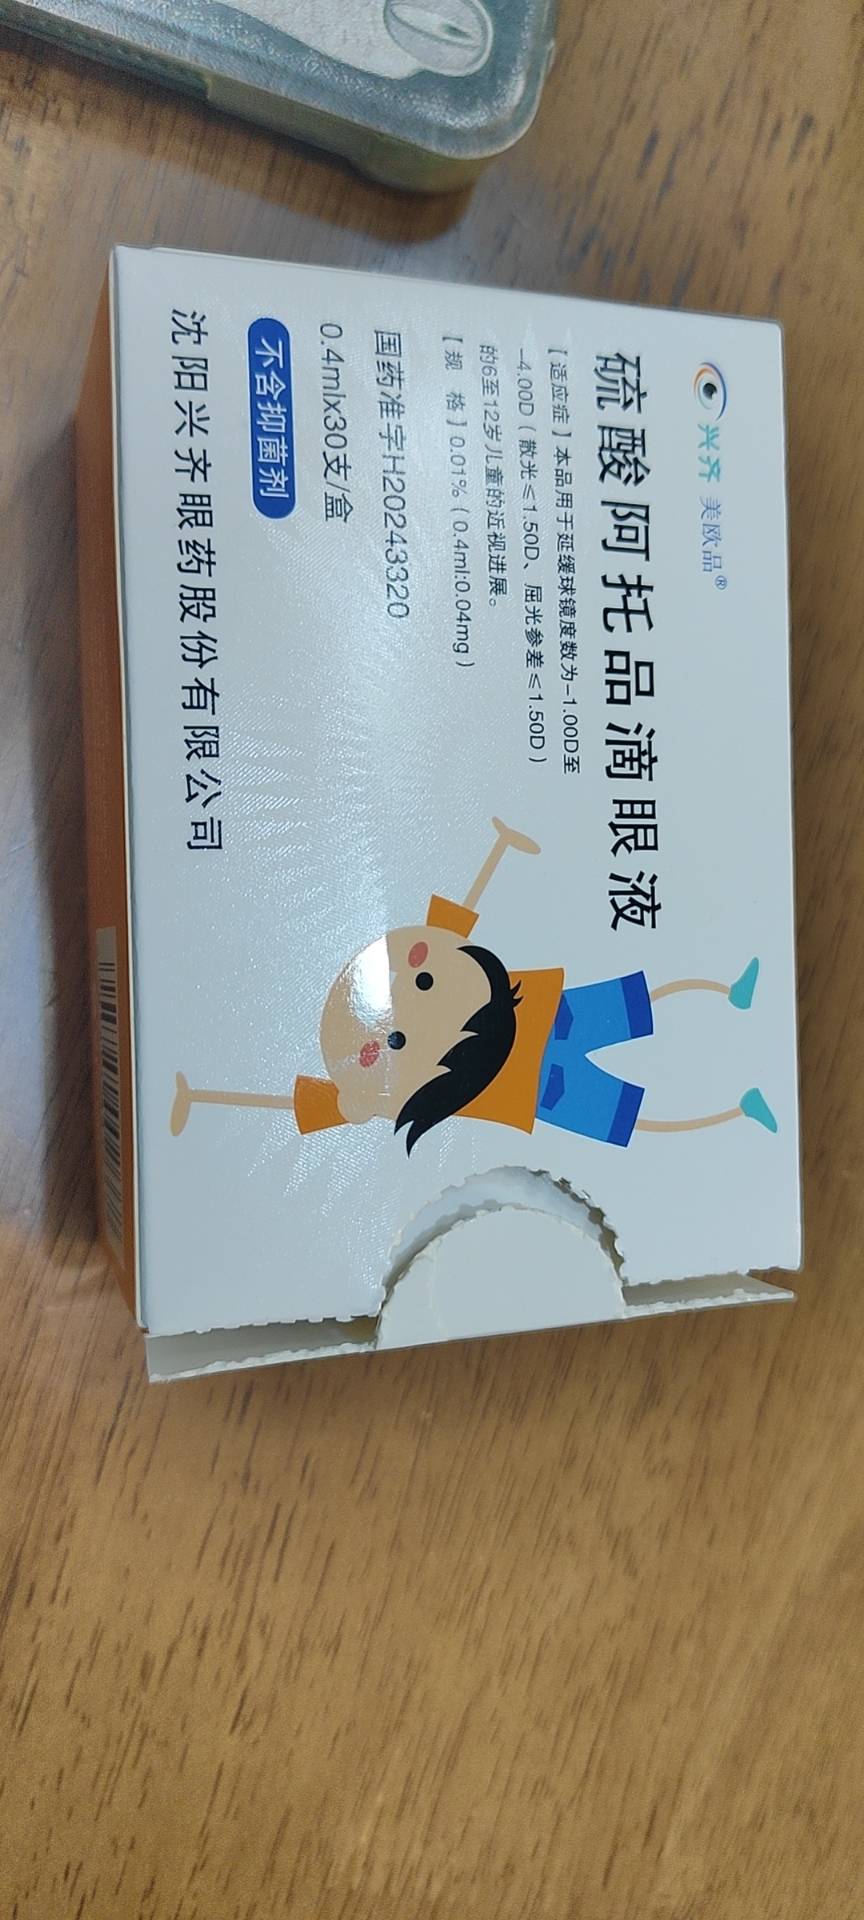 兴齐 美欧品®
硫酸阿托品滴眼液
【适应症】本品用于延缓球镜度数为-1.00D至
-4.00D（散光≤1.50D、屈光参差≤1.50D）
的6至12岁儿童的近视进展。
【规 格】0.01%（0.4ml:0.04mg）
国药准字H20243320
0.4mlx30支/盒
不含抑菌剂
沈阳兴齐眼药股份有限公司